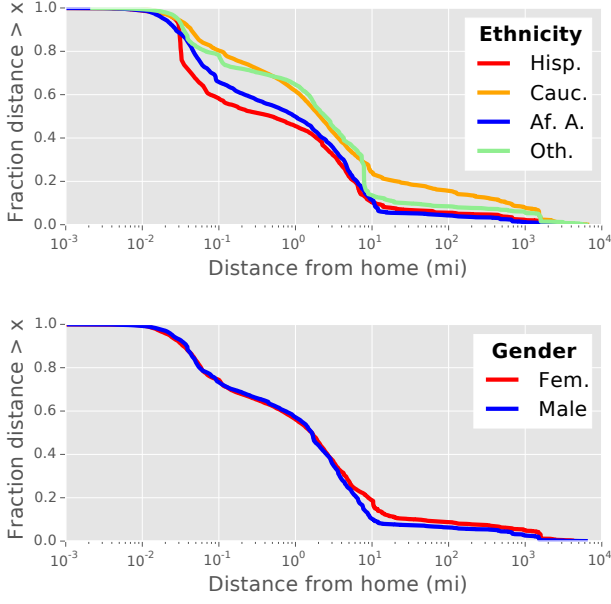 1.0
0.8
0.6
0.4
0.2
0.0
Fraction distance > x
Ethnicity
Hisp.
Cauc.
Af. A.
Oth.
10⁻³ 10⁻² 10⁻¹ 10⁰ 10¹ 10² 10³ 10⁴
Distance from home (mi)
1.0
0.8
0.6
0.4
0.2
0.0
Fraction distance > x
Gender
Fem.
Male
10⁻³ 10⁻² 10⁻¹ 10⁰ 10¹ 10² 10³ 10⁴
Distance from home (mi)